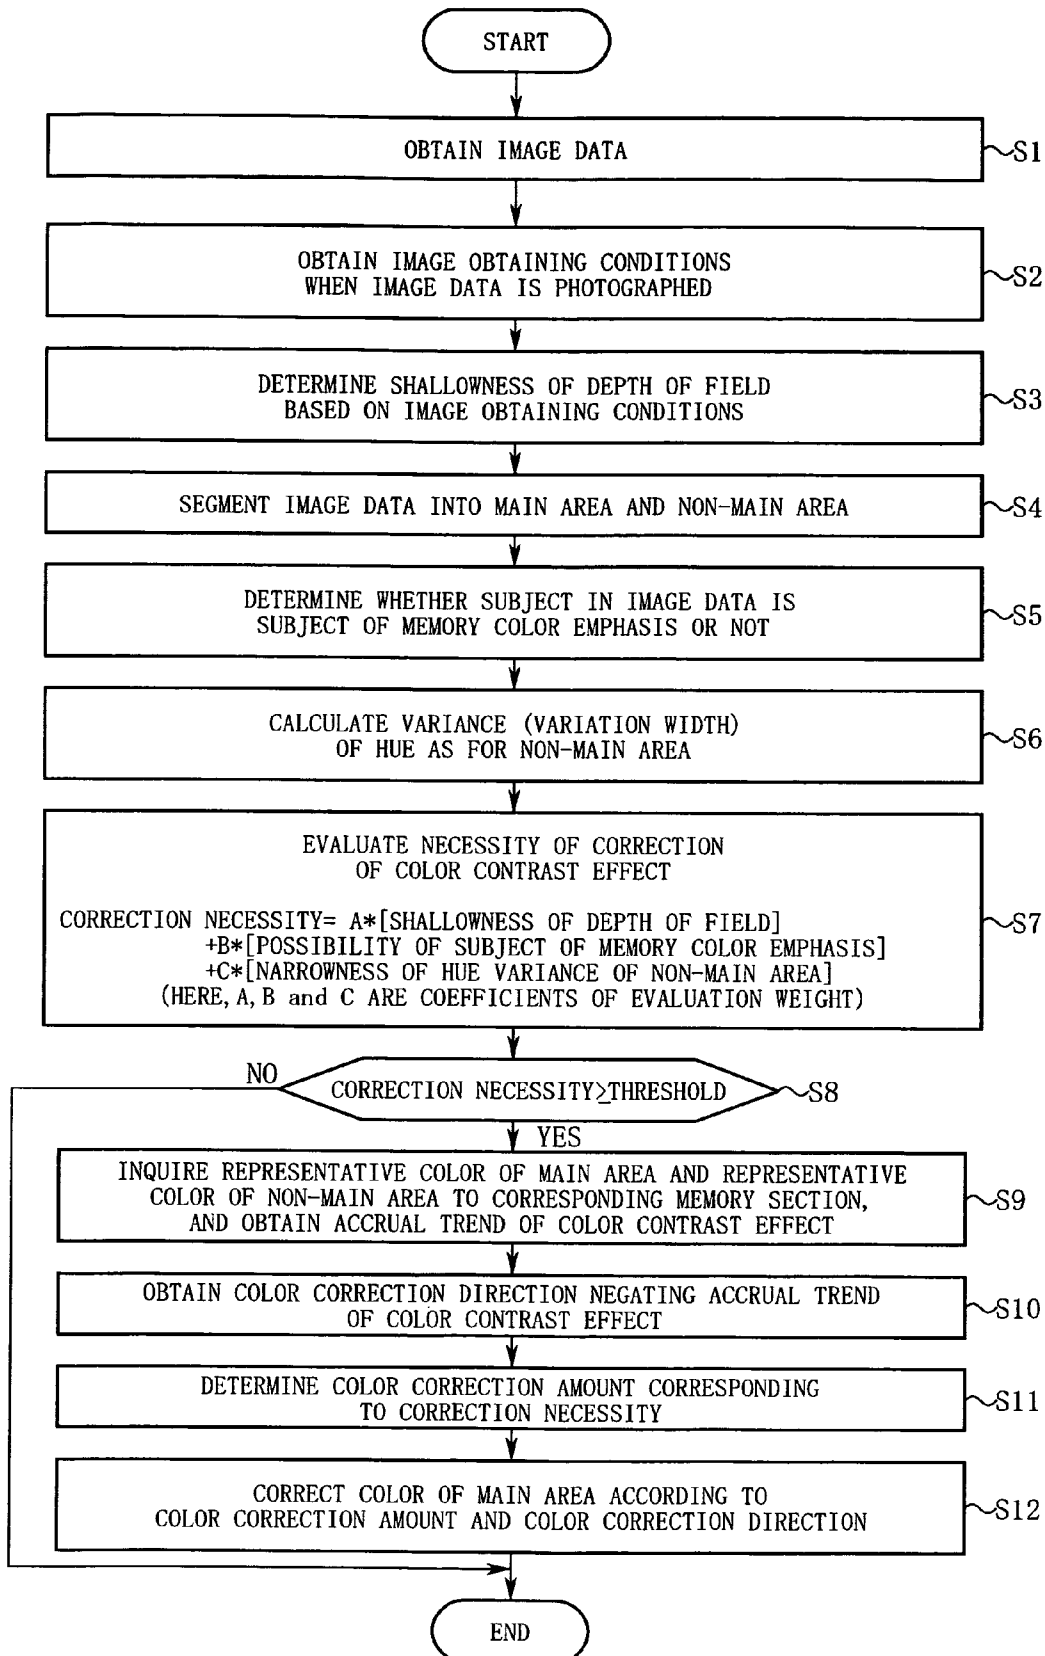 START
OBTAIN IMAGE DATA
S1
OBTAIN IMAGE OBTAINING CONDITIONS
WHEN IMAGE DATA IS PHOTOGRAPHED
S2
DETERMINE SHALLOWNESS OF DEPTH OF FIELD
BASED ON IMAGE OBTAINING CONDITIONS
S3
SEGMENT IMAGE DATA INTO MAIN AREA AND NON-MAIN AREA
S4
DETERMINE WHETHER SUBJECT IN IMAGE DATA IS
SUBJECT OF MEMORY COLOR EMPHASIS OR NOT
S5
CALCULATE VARIANCE (VARIATION WIDTH)
OF HUE AS FOR NON-MAIN AREA
S6
EVALUATE NECESSITY OF CORRECTION
OF COLOR CONTRAST EFFECT
CORRECTION NECESSITY= A*[SHALLOWNESS OF DEPTH OF FIELD]
+B*[POSSIBILITY OF SUBJECT OF MEMORY COLOR EMPHASIS]
+C*[NARROWNESS OF HUE VARIANCE OF NON-MAIN AREA]
(HERE, A, B and C ARE COEFFICIENTS OF EVALUATION WEIGHT)
S7
NO
CORRECTION NECESSITY≥THRESHOLD
S8
YES
INQUIRE REPRESENTATIVE COLOR OF MAIN AREA AND REPRESENTATIVE
COLOR OF NON-MAIN AREA TO CORRESPONDING MEMORY SECTION,
AND OBTAIN ACCRUAL TREND OF COLOR CONTRAST EFFECT
S9
OBTAIN COLOR CORRECTION DIRECTION NEGATING ACCRUAL TREND
OF COLOR CONTRAST EFFECT
S10
DETERMINE COLOR CORRECTION AMOUNT CORRESPONDING
TO CORRECTION NECESSITY
S11
CORRECT COLOR OF MAIN AREA ACCORDING TO
COLOR CORRECTION AMOUNT AND COLOR CORRECTION DIRECTION
S12
END